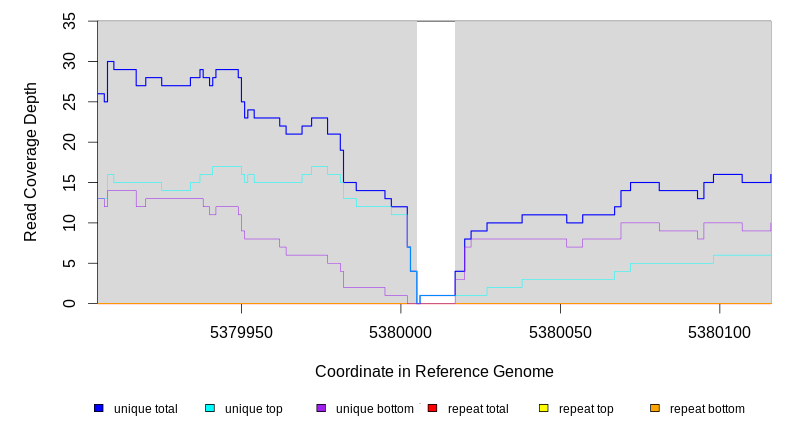 Read Coverage Depth
35
30
25
20
15
10
5
0
5379950 5380000 5380050 5380100
Coordinate in Reference Genome
unique total unique top unique bottom repeat total repeat top repeat bottom